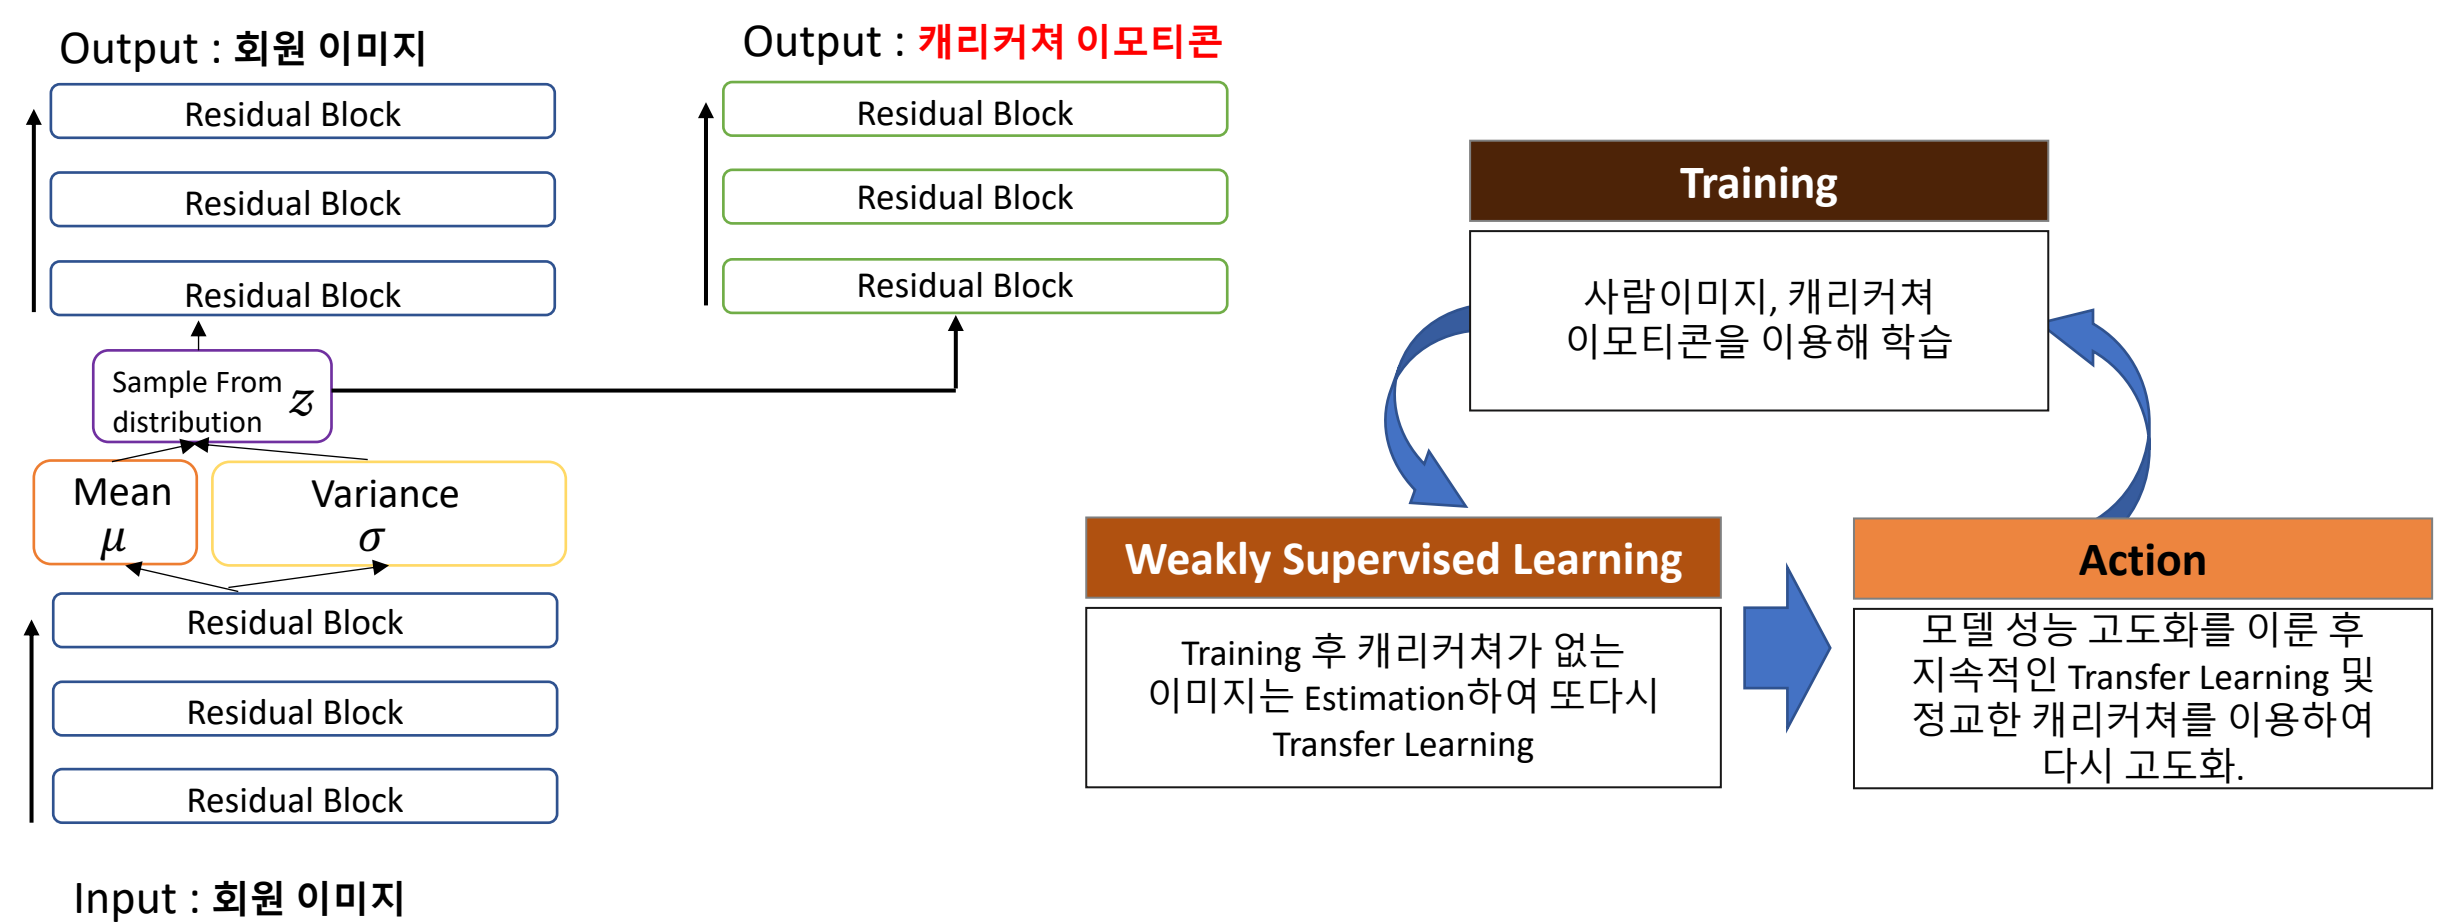 Output : 회원 이미지
Residual Block
Residual Block
Residual Block
Sample From
distribution z
Mean
μ
Variance
σ
Residual Block
Residual Block
Residual Block
Input : 회원 이미지
Output : 캐리커쳐 이모티콘
Residual Block
Residual Block
Residual Block
Training
사람이미지, 캐리커쳐
이모티콘을 이용해 학습
Weakly Supervised Learning
Training 후 캐리커쳐가 없는
이미지는 Estimation하여 또다시
Transfer Learning
Action
모델 성능 고도화를 이룬 후
지속적인 Transfer Learning 및
정교한 캐리커쳐를 이용하여
다시 고도화.